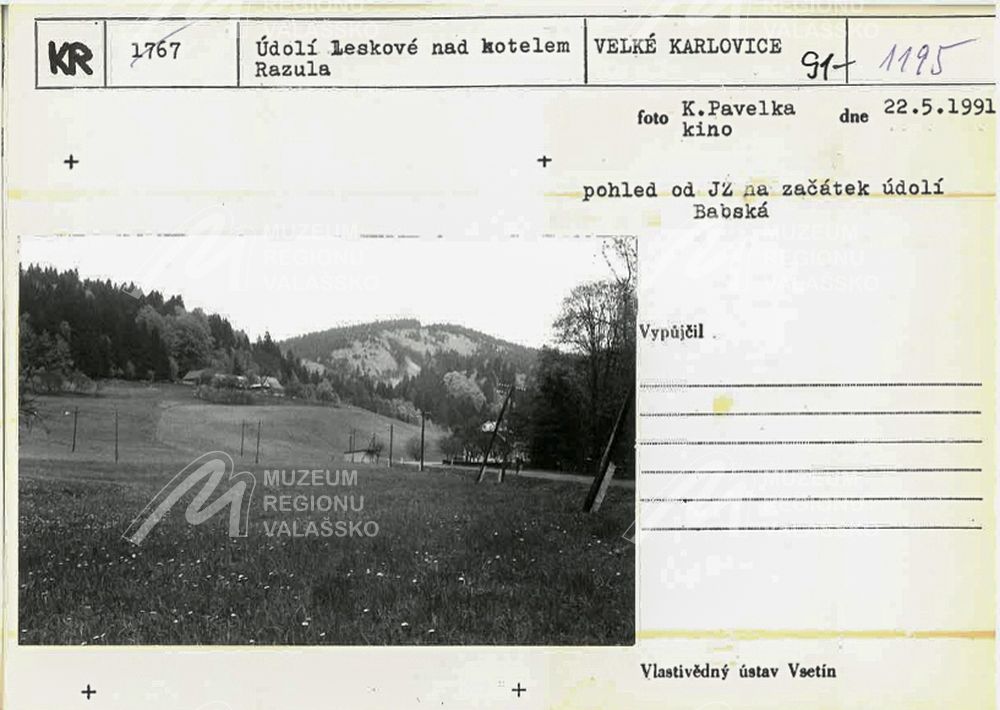 KR
1767
Údolí Leskové nad kotelem
Razula
VELKÉ KARLOVICE
91-
1195
foto K.Pavelka
kino
dne 22.5.1991
pohled od JZ na začátek údolí
Babská
Vypůjčil
MUZEUM
REGIONU
VALAŠSKO
Vlastivědný ústav Vsetín